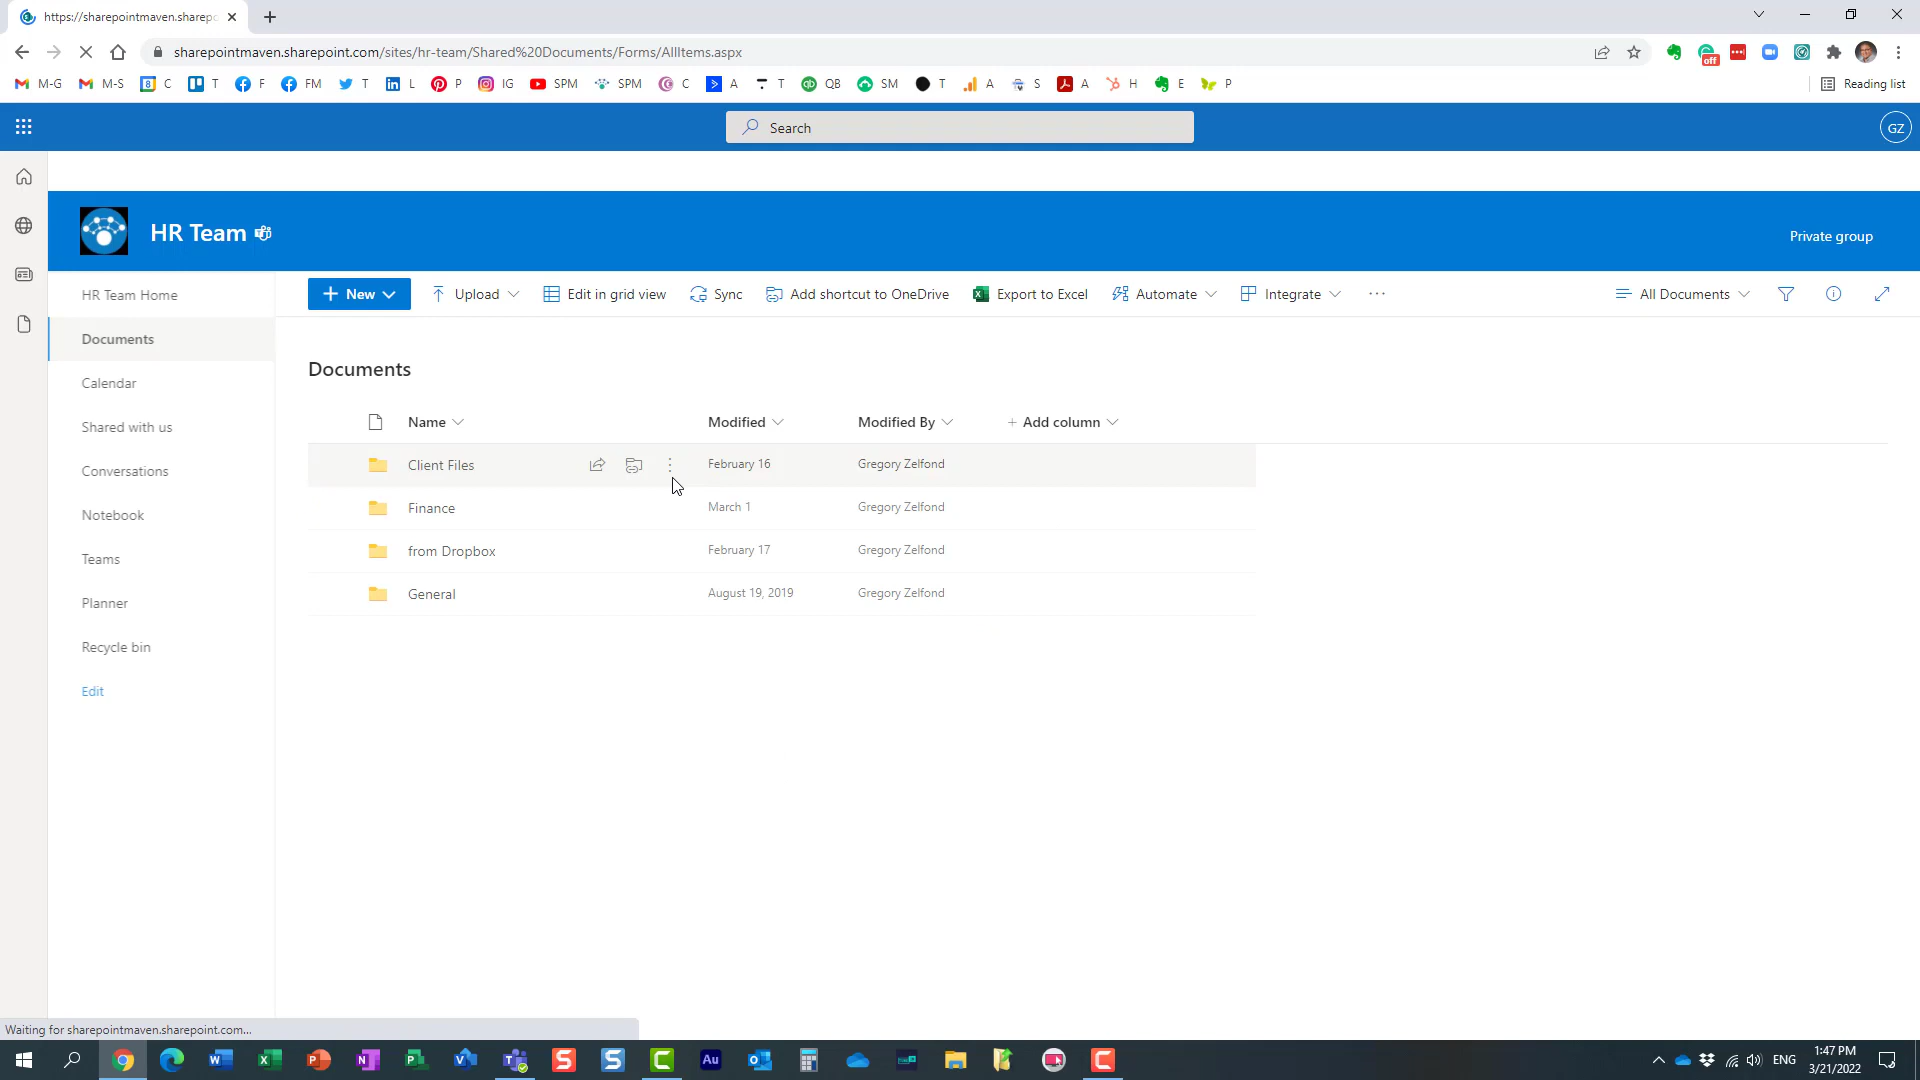 https://sharepointmaven.sharepo
sharepointmaven.sharepoint.com/sites/hr-team/Shared%20Documents/Forms/AllItems.aspx
off
M-G M-S C T F FM T L P IG SPM SPM C A T QB SM T A S A H E P Reading list
Search
GZ
HR Team
Private group
HR Team Home
New Upload Edit in grid view Sync Add shortcut to OneDrive Export to Excel Automate Integrate ··· All Documents
Documents
Calendar
Shared with us
Conversations
Notebook
Teams
Planner
Recycle bin
Edit
Documents
Name Modified Modified By + Add column
Client Files February 16 Gregory Zelfond
Finance March 1 Gregory Zelfond
from Dropbox February 17 Gregory Zelfond
General August 19, 2019 Gregory Zelfond
Waiting for sharepointmaven.sharepoint.com...
Au
ENG
1:47 PM
3/21/2022